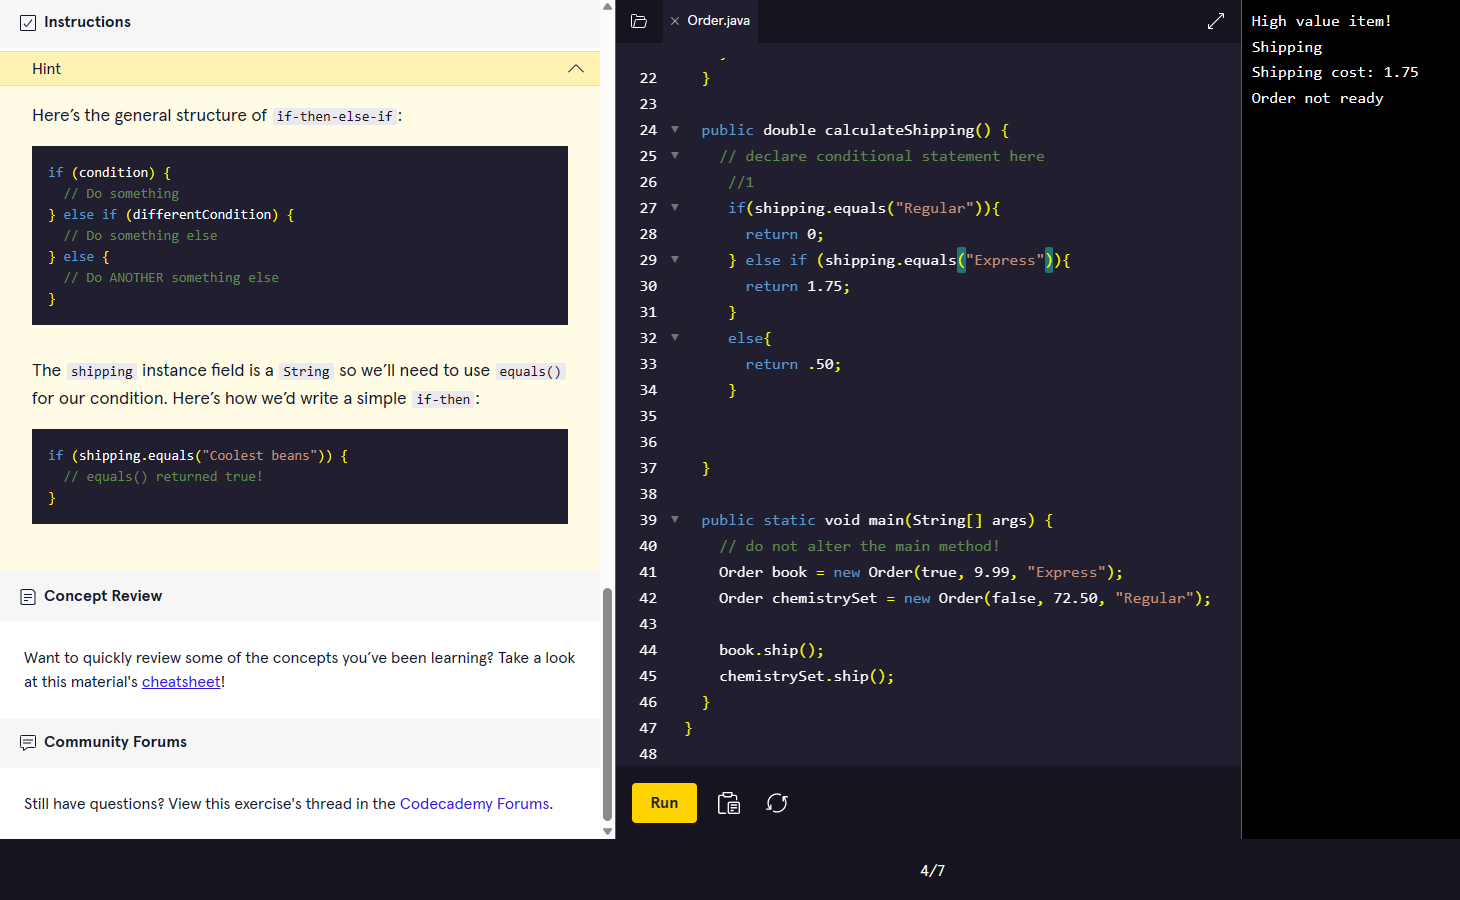 Instructions
Hint
Here’s the general structure of if-then-else-if:
if (condition) {
// Do something
} else if (differentCondition) {
// Do something else
} else {
// Do ANOTHER something else
}
The shipping instance field is a String so we’ll need to use equals()
for our condition. Here’s how we’d write a simple if-then:
if (shipping.equals("Coolest beans")) {
// equals() returned true!
}
Concept Review
Want to quickly review some of the concepts you’ve been learning? Take a look
at this material's cheatsheet!
Community Forums
Still have questions? View this exercise's thread in the Codecademy Forums.
Order.java
22 }
23
24 public double calculateShipping() {
25 // declare conditional statement here
26 //1
27 if(shipping.equals("Regular")){
28 return 0;
29 } else if (shipping.equals("Express")){
30 return 1.75;
31 }
32 else{
33 return .50;
34 }
35
36
37 }
38
39 public static void main(String[] args) {
40 // do not alter the main method!
41 Order book = new Order(true, 9.99, "Express");
42 Order chemistrySet = new Order(false, 72.50, "Regular");
43
44 book.ship();
45 chemistrySet.ship();
46 }
47 }
48
Run
High value item!
Shipping
Shipping cost: 1.75
Order not ready
4/7